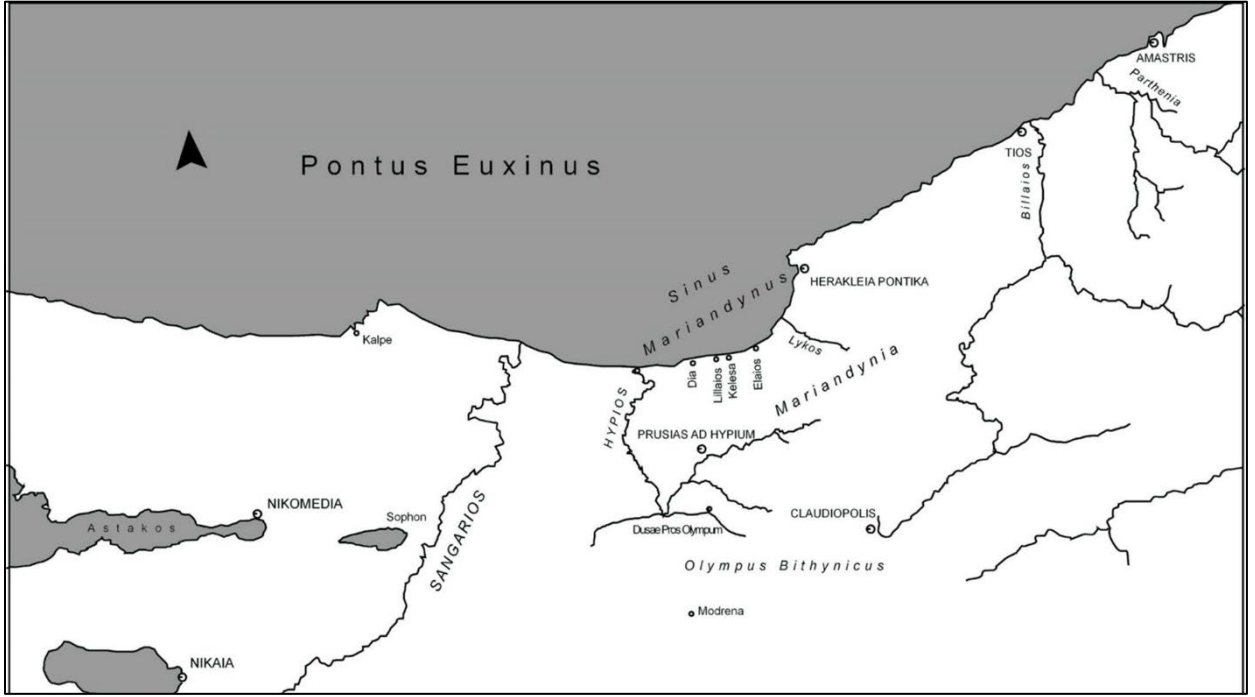 AMASTRIS
Parthenia
TIOS
Pontus Euxinus
Billaios
Sinus
Mariandynus
HERAKLEIA PONTIKA
Kalpe
Lykos
Dia
Lillaios
Kelesa
Elaios
Mariandynia
HYPIOS
PRUSIAS AD HYPIUM
NIKOMEDIA
Astakos
Sophon
SANGARIOS
Dusae Pros Olympum
CLAUDIOPOLIS
Olympus Bithynicus
Modrena
NIKAIA